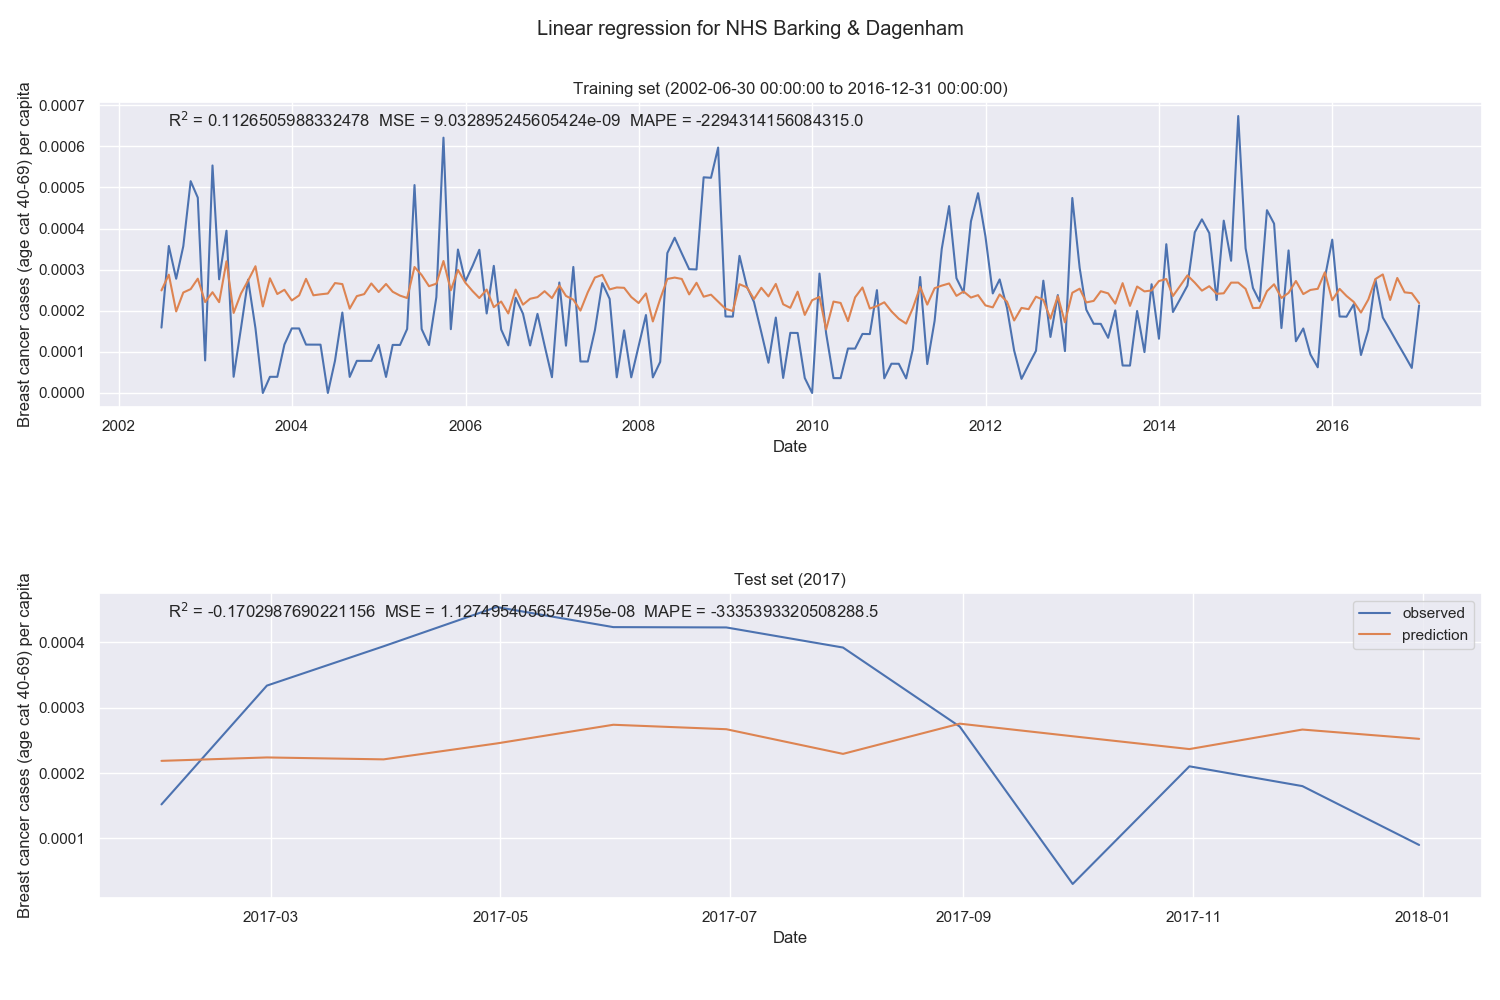 Linear regression for NHS Barking & Dagenham
Training set (2002-06-30 00:00:00 to 2016-12-31 00:00:00)
R² = 0.1126505988332478 MSE = 9.032895245605424e-09 MAPE = -2294314156084315.0
Breast cancer cases (age cat 40-69) per capita
0.0007
0.0006
0.0005
0.0004
0.0003
0.0002
0.0001
0.0000
2002 2004 2006 2008 2010 2012 2014 2016
Date
Test set (2017)
R² = -0.1702987690221156 MSE = 1.1274954656547495e-08 MAPE = -3335393320508288.5
observed
prediction
Breast cancer cases (age cat 40-69) per capita
0.0004
0.0003
0.0002
0.0001
2017-03 2017-05 2017-07 2017-09 2017-11 2018-01
Date